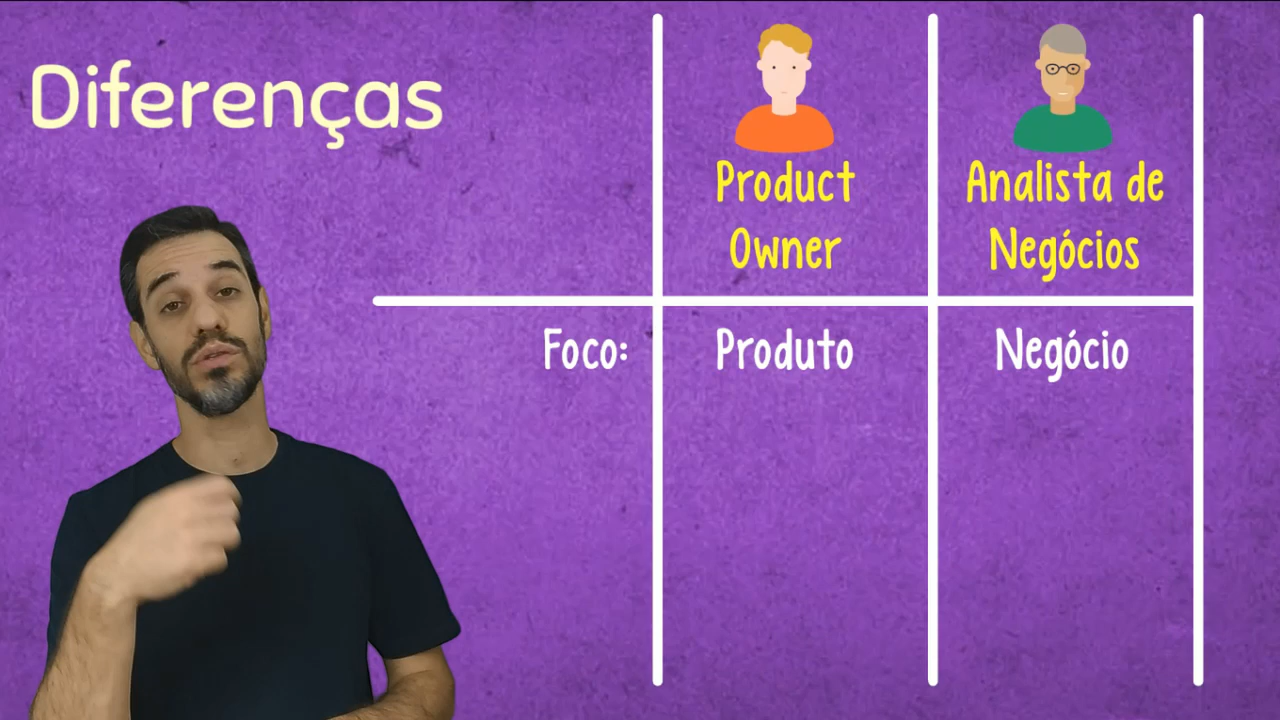 Diferenças
Product
Owner
Analista de
Negócios
Foco:
Produto
Negócio